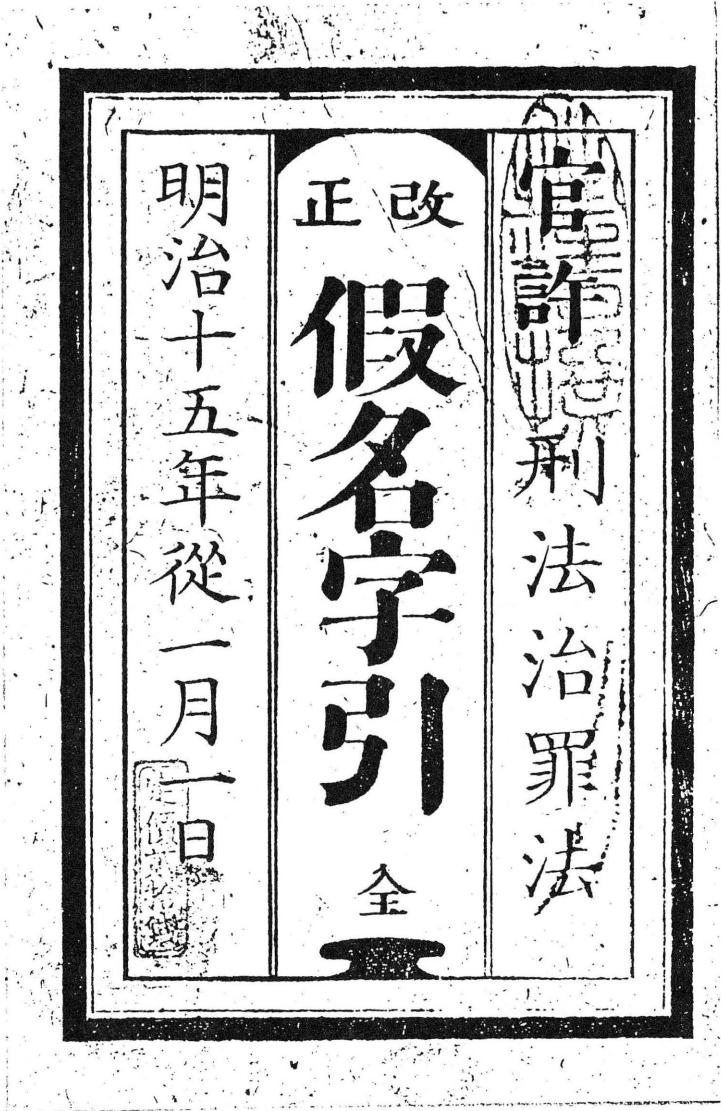 官許刑法治罪法
改正
假名字引
全
明治十五年從一月一日